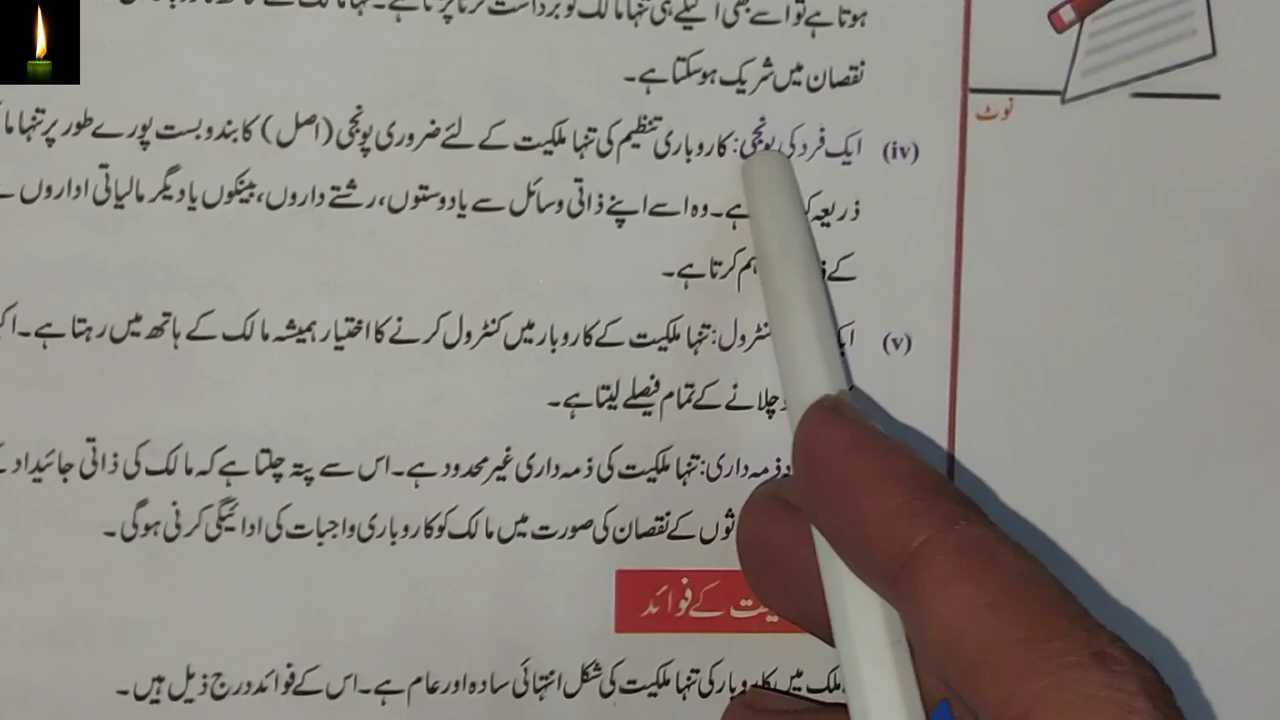 ہوتا ہے تو اسے بھی اکیلے ہی تنہا مالک کو برداشت کرنا پڑتا ہے۔
نقصان میں شریک ہوسکتا ہے۔
نوٹ
(iv) ایک فرد کی پونجی: کاروباری تنظیم کی تنہا ملکیت کے لئے ضروری پونجی (اصل) کا بندوبست پورے طور پر تنہا
ذریعہ ہے۔ وہ اسے اپنے ذاتی وسائل سے یا دوستوں، رشتے داروں، بینکوں یا دیگر مالیاتی اداروں
کے کرتا ہے۔
(v) تنہا ملکیت کے کاروبار میں کنٹرول کرنے کا اختیار ہمیشہ مالک کے ہاتھ میں رہتا ہے۔
چلانے کے تمام فیصلے لیتا ہے۔
ذمہ داری: تنہا ملکیت کی ذمہ داری غیر محدود ہے۔ اس سے پتہ چلتا ہے کہ مالک کی ذاتی جائیداد
کے نقصان کی صورت میں مالک کو کاروباری واجبات کی ادائیگی کرنی ہوگی۔
کے فوائد
ملک میں کاروبار کی تنہا ملکیت کی شکل انتہائی سادہ اور عام ہے۔ اس کے فوائد درج ذیل ہیں۔